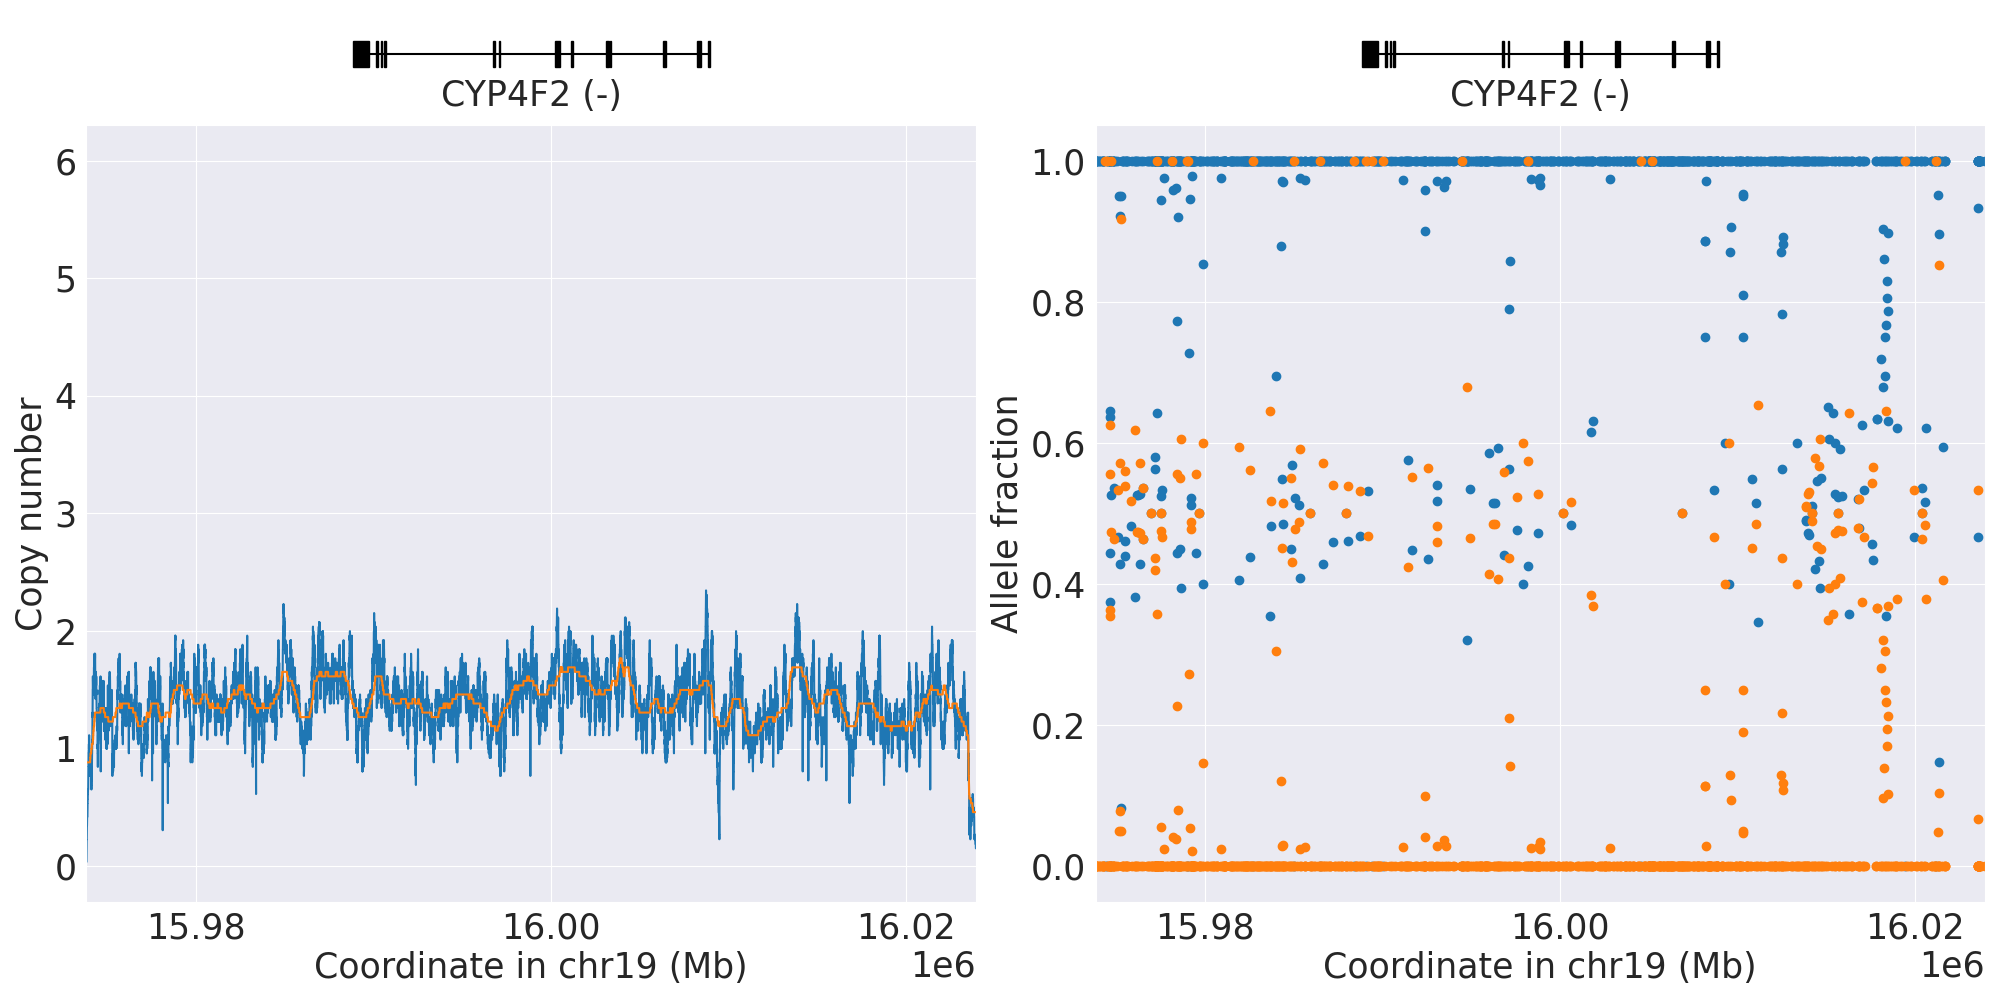 CYP4F2 (-)
6
5
4
3
2
1
0
Copy number
15.98
16.00
16.02
Coordinate in chr19 (Mb)
1e6
CYP4F2 (-)
1.0
0.8
0.6
0.4
0.2
0.0
Allele fraction
15.98
16.00
16.02
Coordinate in chr19 (Mb)
1e6